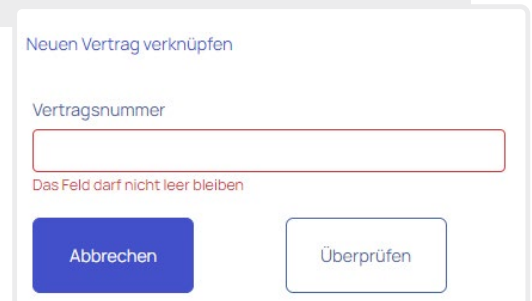 Neuen Vertrag verknüpfen
Vertragsnummer
Das Feld darf nicht leer bleiben
Abbrechen
Überprüfen